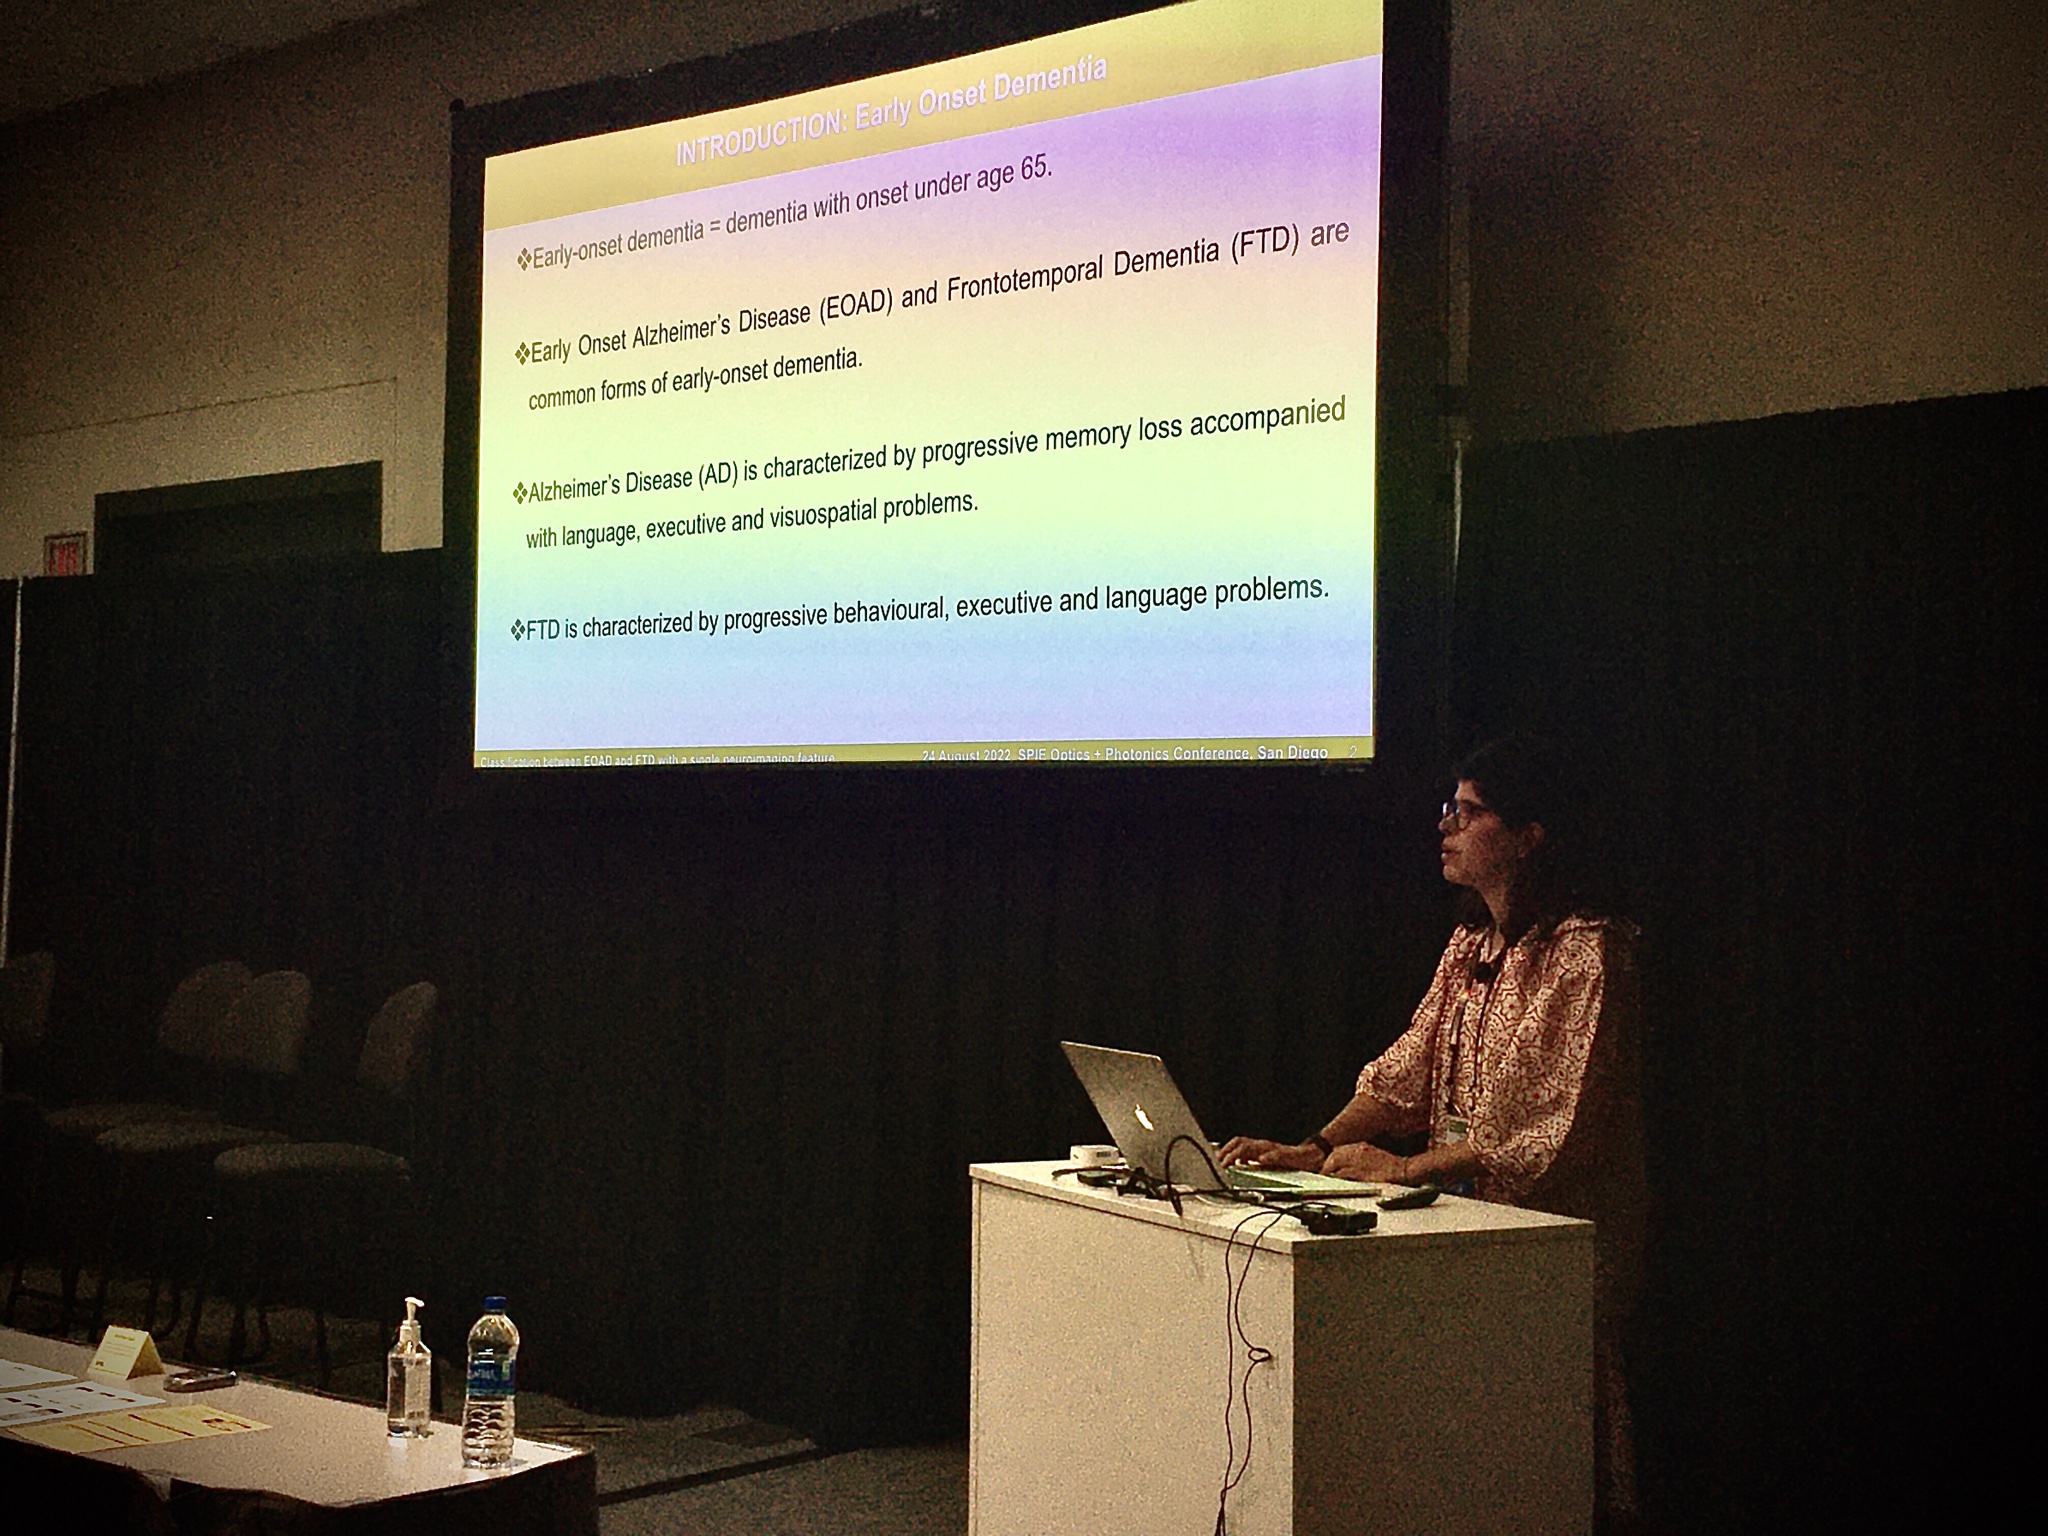 INTRODUCTION: Early Onset Dementia
❖Early-onset dementia = dementia with onset under age 65.
❖Early Onset Alzheimer's Disease (EOAD) and Frontotemporal Dementia (FTD) are
common forms of early-onset dementia.
❖Alzheimer's Disease (AD) is characterized by progressive memory loss accompanied
with language, executive and visuospatial problems.
❖FTD is characterized by progressive behavioural, executive and language problems.
Classification between EOAD and FTD with a single neuroimaging feature
24 August 2022, SPIE Optics + Photonics Conference, San Diego 2